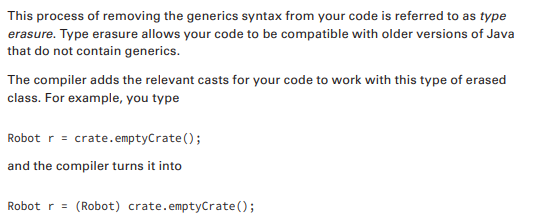 This process of removing the generics syntax from your code is referred to as type
erasure. Type erasure allows your code to be compatible with older versions of Java
that do not contain generics.
The compiler adds the relevant casts for your code to work with this type of erased
class. For example, you type
Robot r = crate.emptyCrate();
and the compiler turns it into
Robot r = (Robot) crate.emptyCrate();